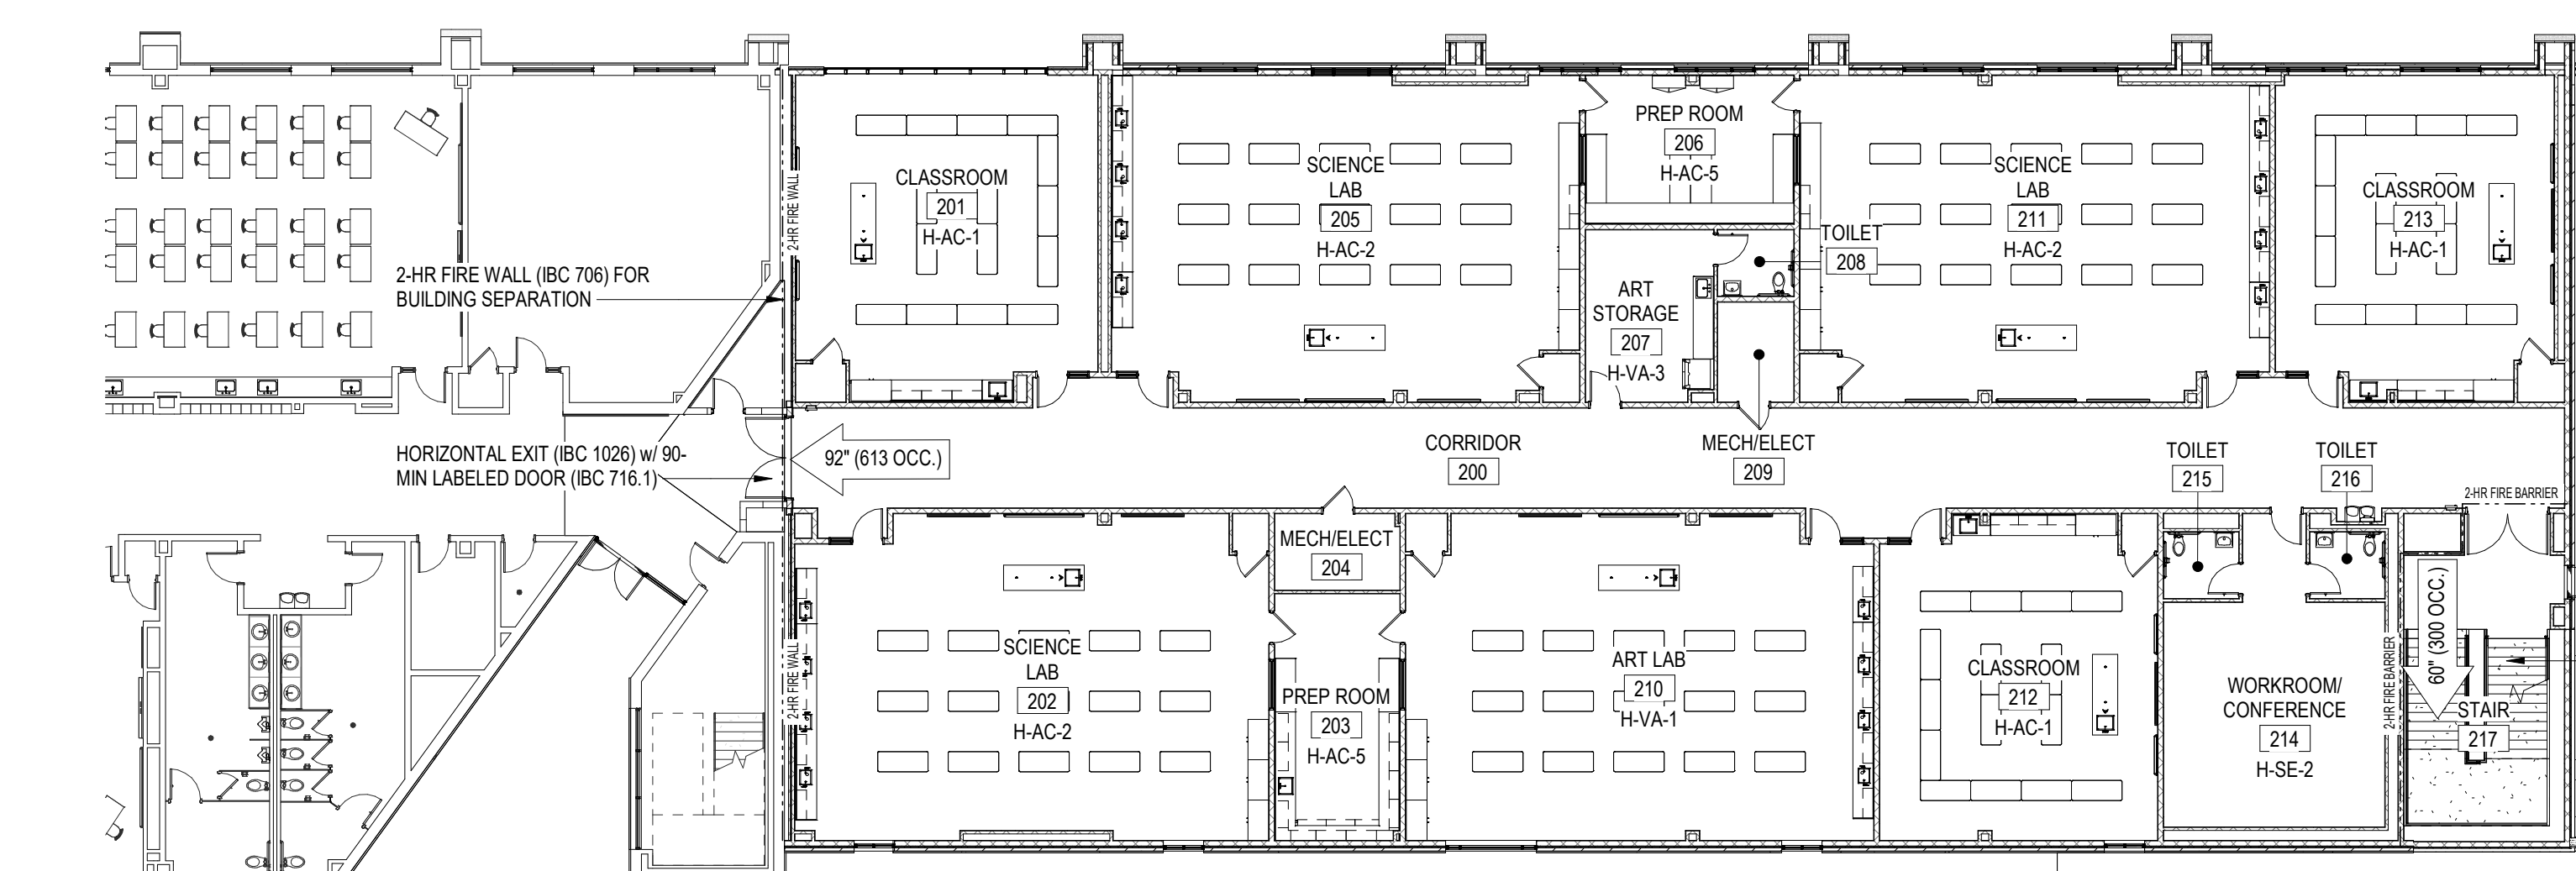 2-HR FIRE WALL (IBC 706) FOR
BUILDING SEPARATION
HORIZONTAL EXIT (IBC 1026) w/ 90-
MIN LABELED DOOR (IBC 716.1)
2-HR FIRE WALL
CLASSROOM
201
H-AC-1
SCIENCE
LAB
205
H-AC-2
PREP ROOM
206
H-AC-5
ART
STORAGE
207
H-VA-3
TOILET
208
SCIENCE
LAB
211
H-AC-2
CLASSROOM
213
H-AC-1
92" (613 OCC.)
CORRIDOR
200
MECH/ELECT
209
TOILET
215
TOILET
216
2-HR FIRE BARRIER
2-HR FIRE WALL
SCIENCE
LAB
202
H-AC-2
MECH/ELECT
204
PREP ROOM
203
H-AC-5
ART LAB
210
H-VA-1
CLASSROOM
212
H-AC-1
WORKROOM/
CONFERENCE
214
H-SE-2
2-HR FIRE BARRIER
60" (300 OCC.)
STAIR
217